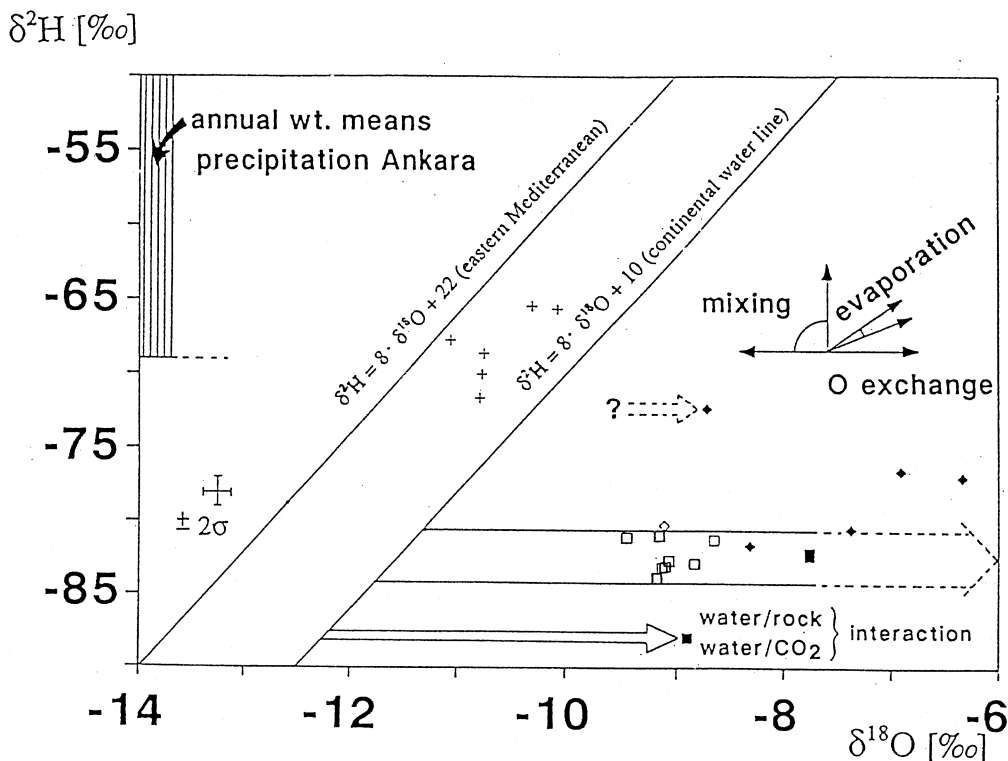 δ²H [‰]
annual wt. means
precipitation Ankara
-55
-65
-75
-85
δ²H = 8· δ¹⁸O + 22 (eastern Mediterranean)
δ²H = 8· δ¹⁸O + 10 (continental water line)
mixing
evaporation
O exchange
?
± 2σ
water/rock
water/CO₂
interaction
-14
-12
-10
-8
-6
δ¹⁸O [‰]